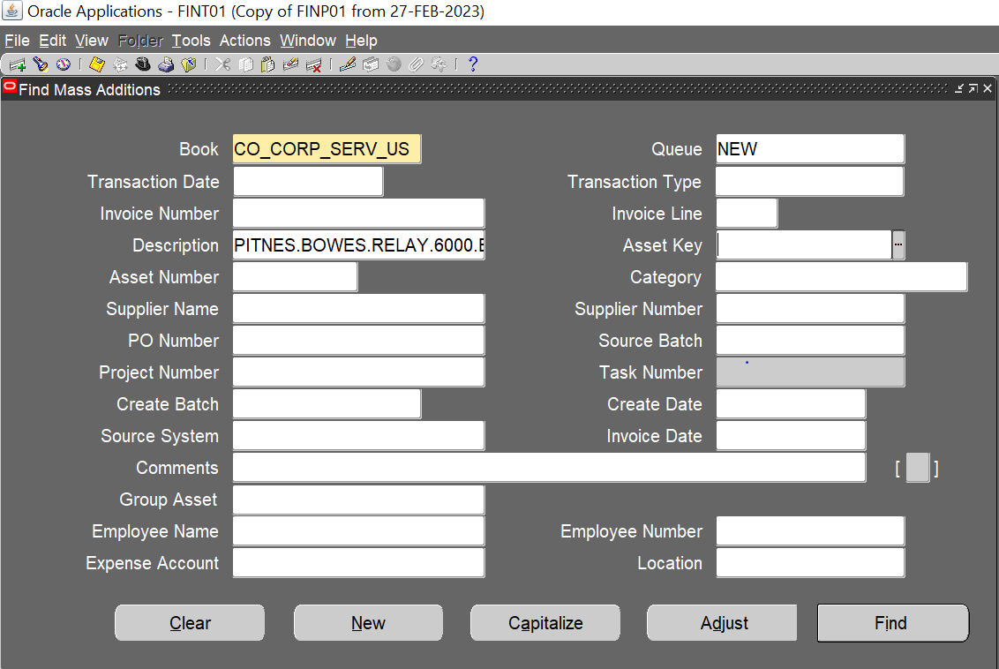 Oracle Applications - FINT01 (Copy of FINP01 from 27-FEB-2023)
File Edit View Folder Tools Actions Window Help
Find Mass Additions
Book CO_CORP_SERV_US Queue NEW
Transaction Date Transaction Type
Invoice Number Invoice Line
Description PITNES.BOWES.RELAY.6000.E Asset Key ...
Asset Number Category
Supplier Name Supplier Number
PO Number Source Batch
Project Number Task Number
Create Batch Create Date
Source System Invoice Date
Comments [ ]
Group Asset
Employee Name Employee Number
Expense Account Location
Clear New Capitalize Adjust Find